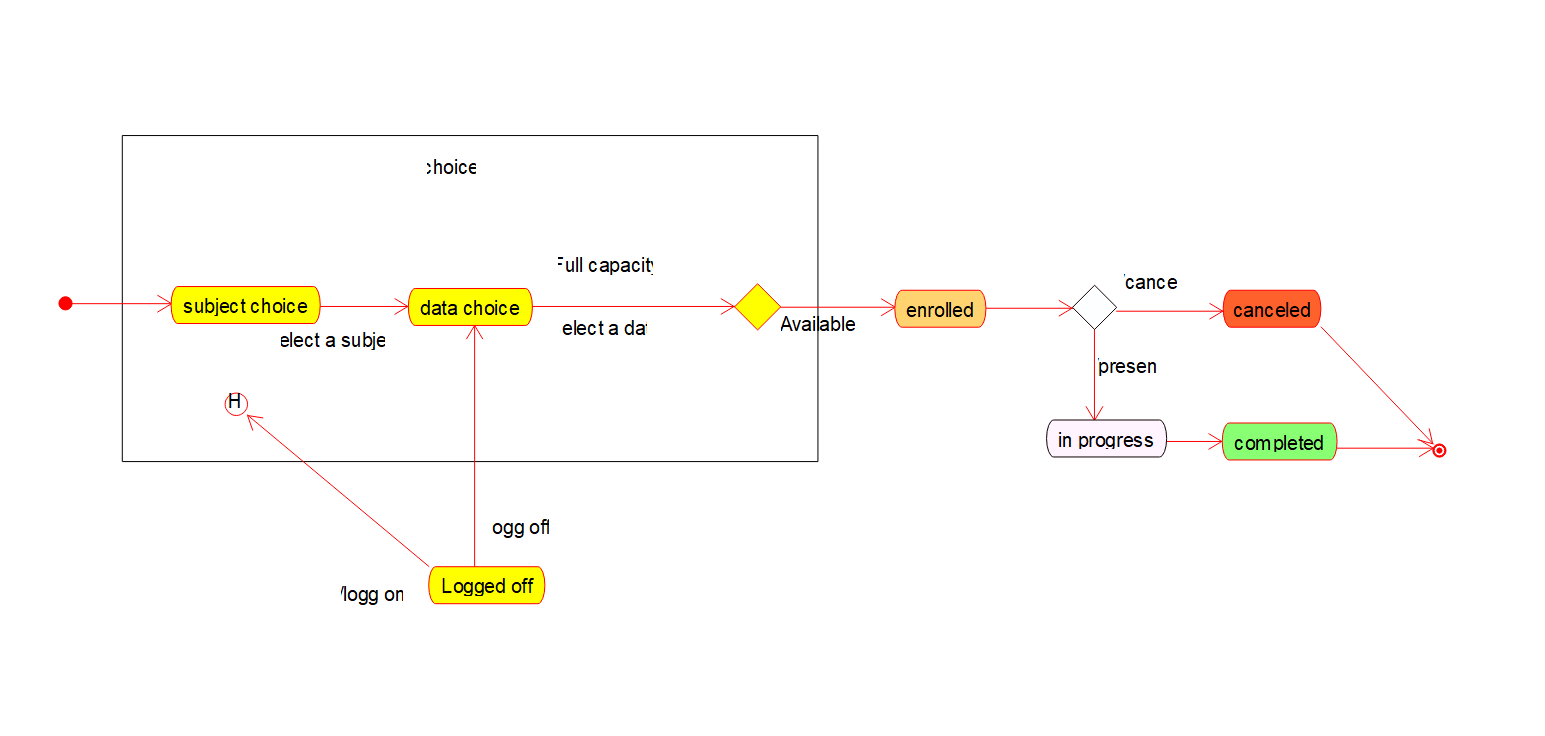 choice
Full capacity
subject choice
data choice
elect a subje
elect a dat
Available
enrolled
/cance
canceled
/presen
H
in progress
completed
ogg off
/logg on
Logged off